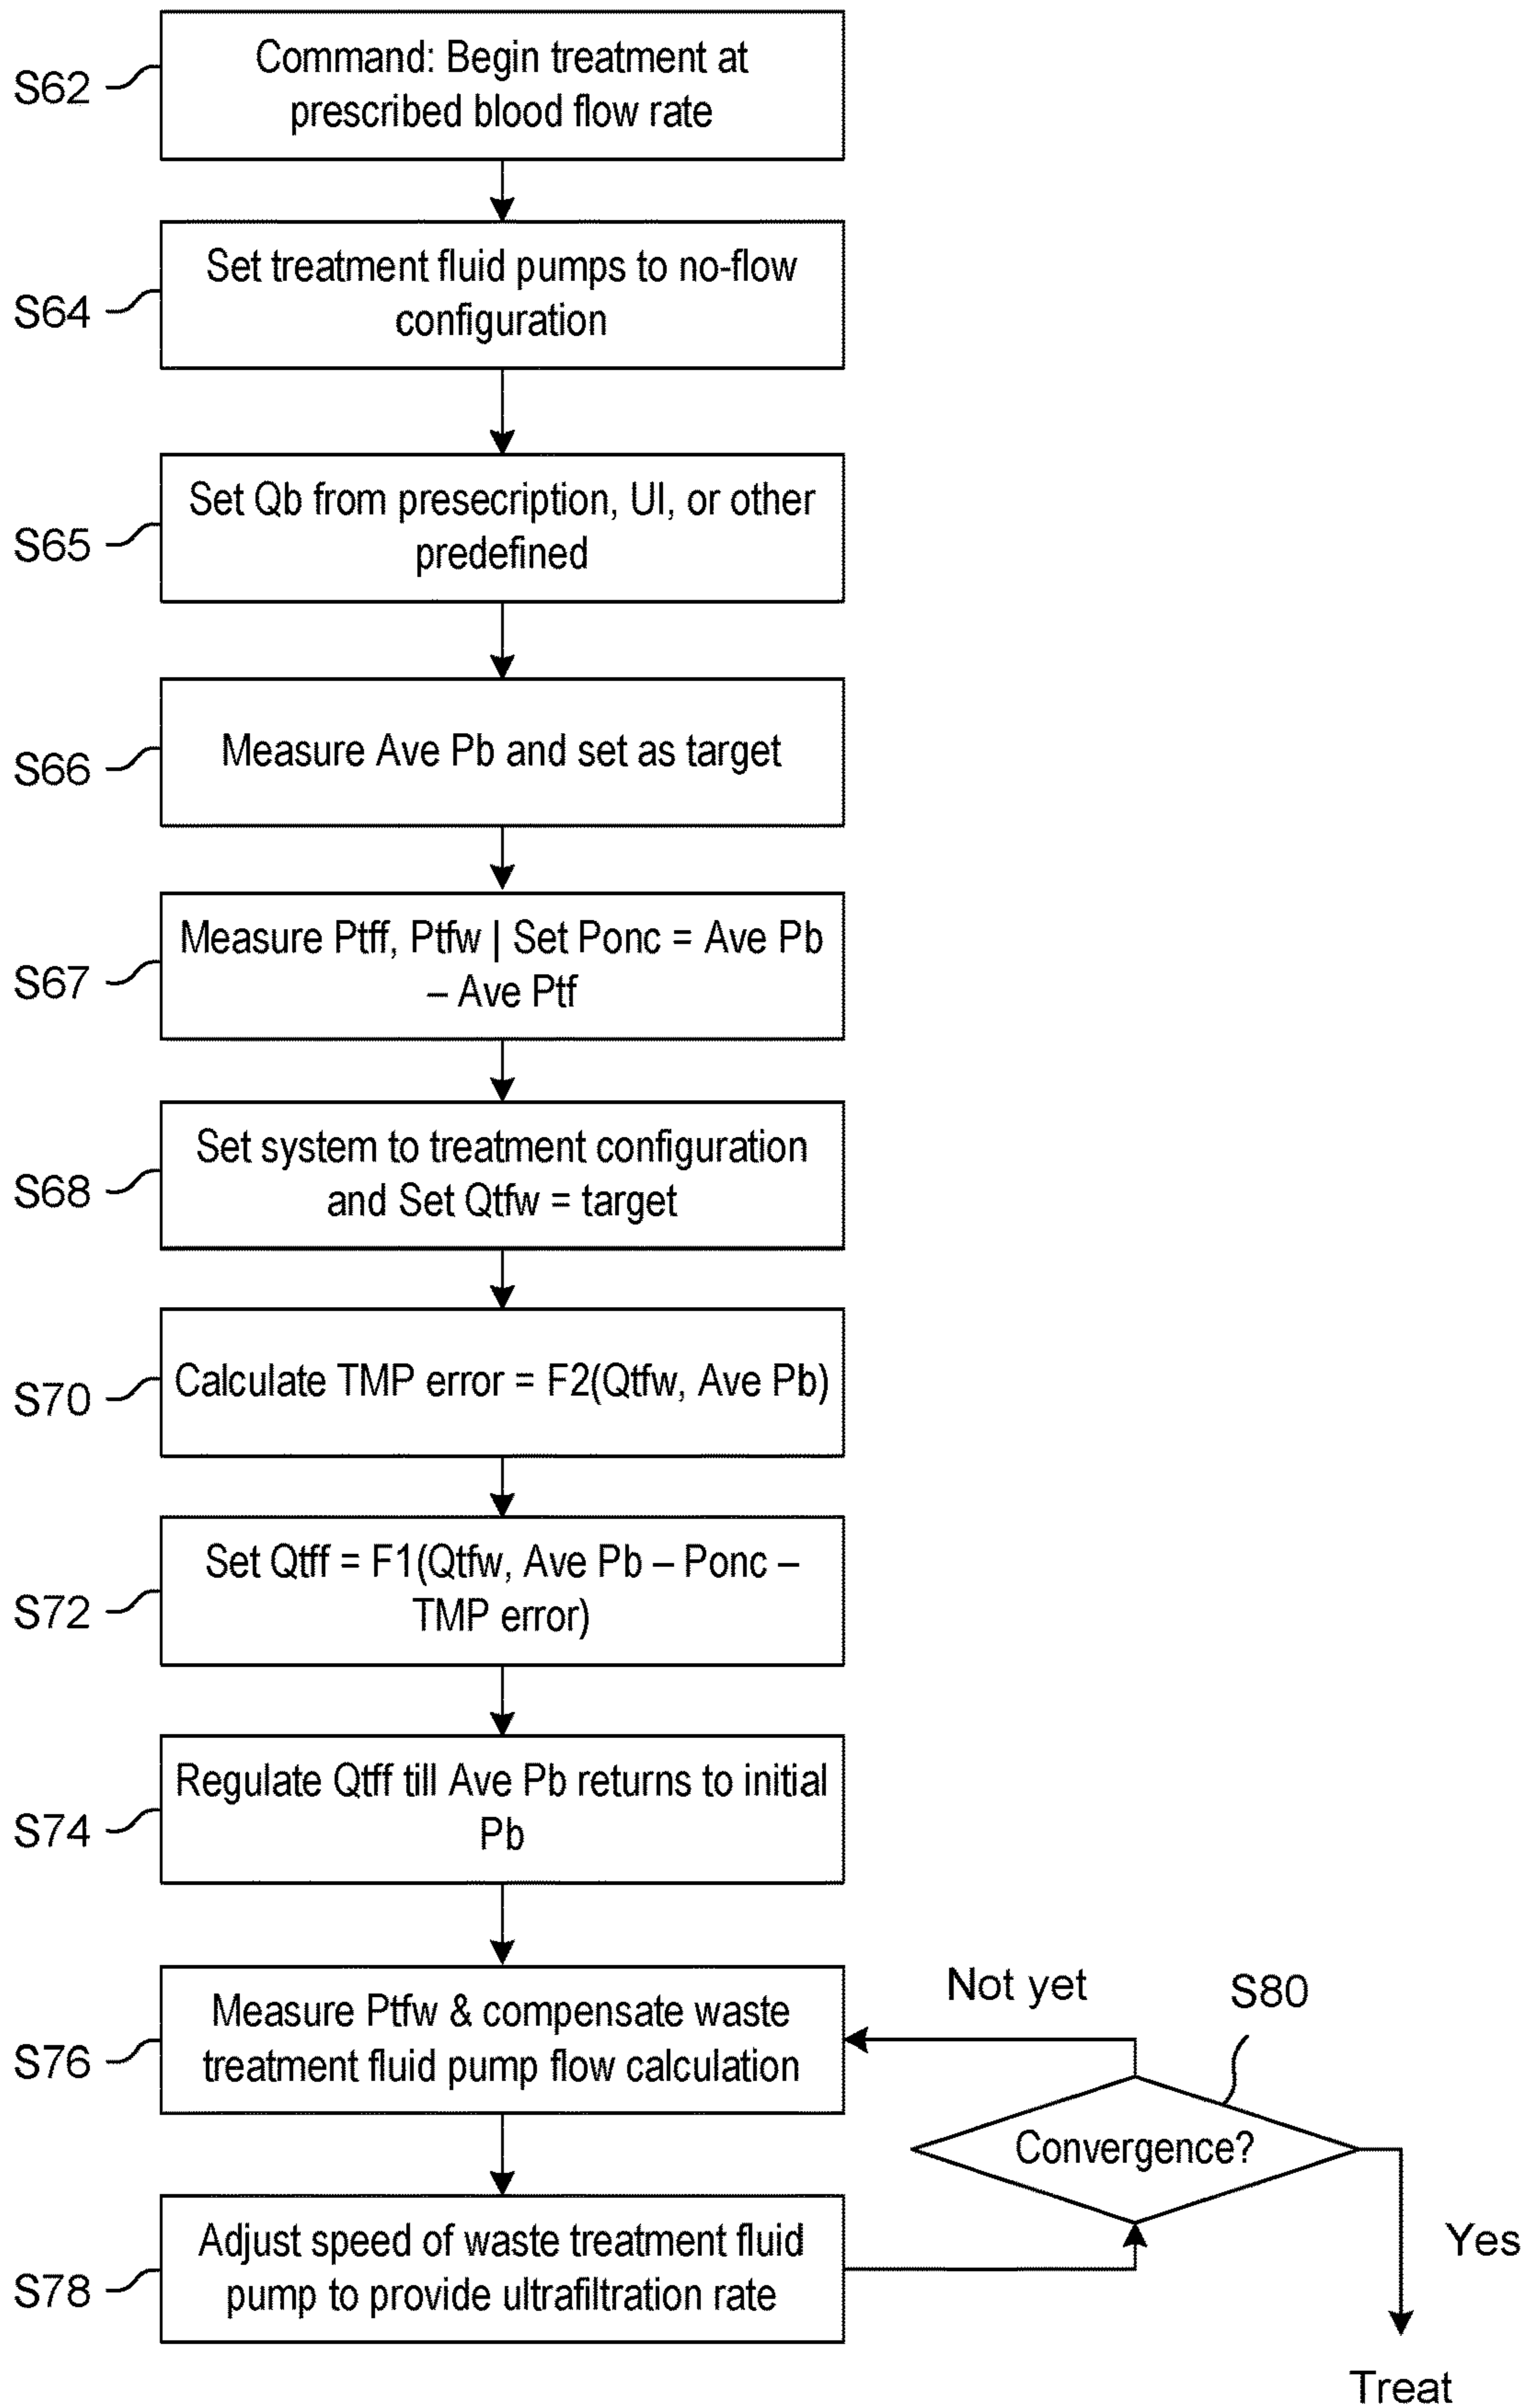 S62
Command: Begin treatment at
prescribed blood flow rate
S64
Set treatment fluid pumps to no-flow
configuration
S65
Set Qb from presecription, UI, or other
predefined
S66
Measure Ave Pb and set as target
S67
Measure Ptff, Ptfw | Set Ponc = Ave Pb
– Ave Ptf
S68
Set system to treatment configuration
and Set Qtfw = target
S70
Calculate TMP error = F2(Qtfw, Ave Pb)
S72
Set Qtff = F1(Qtfw, Ave Pb – Ponc –
TMP error)
S74
Regulate Qtff till Ave Pb returns to initial
Pb
S76
Measure Ptfw & compensate waste
treatment fluid pump flow calculation
Not yet
S80
Convergence?
S78
Adjust speed of waste treatment fluid
pump to provide ultrafiltration rate
Yes
Treat